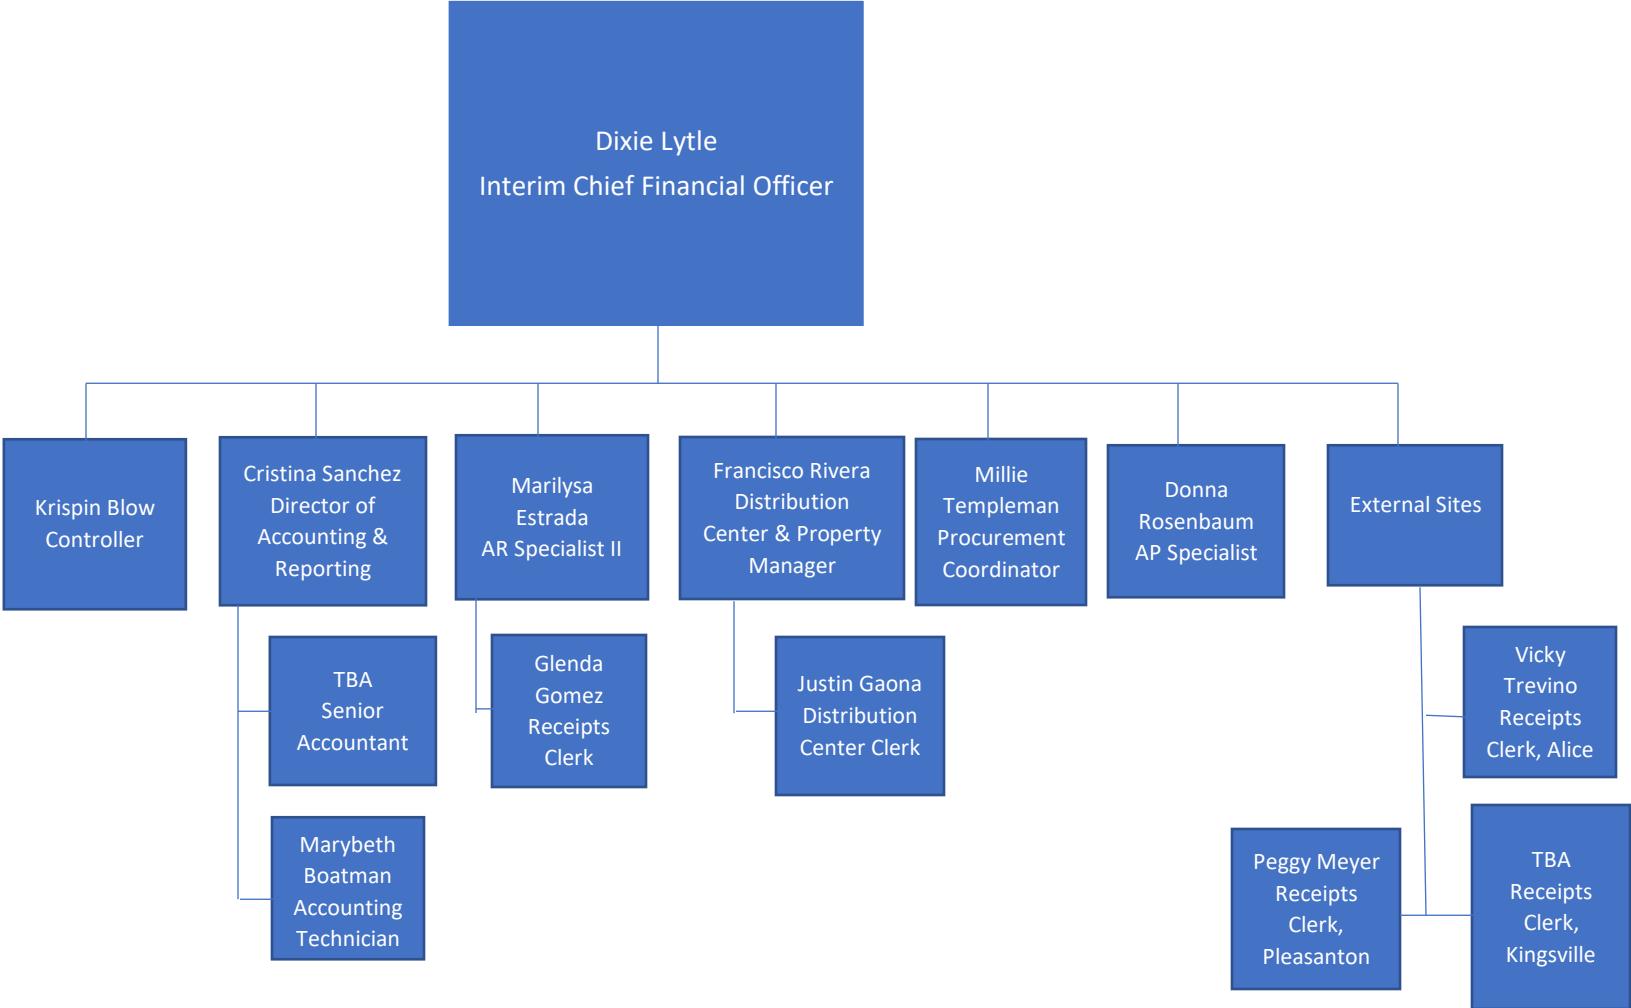 Dixie Lytle
Interim Chief Financial Officer
Krispin Blow
Controller
Cristina Sanchez
Director of
Accounting &
Reporting
Marilysa
Estrada
AR Specialist II
Francisco Rivera
Distribution
Center & Property
Manager
Millie
Templeman
Procurement
Coordinator
Donna
Rosenbaum
AP Specialist
External Sites
TBA
Senior
Accountant
Marybeth
Boatman
Accounting
Technician
Glenda
Gomez
Receipts
Clerk
Justin Gaona
Distribution
Center Clerk
Vicky
Trevino
Receipts
Clerk, Alice
Peggy Meyer
Receipts
Clerk,
Pleasanton
TBA
Receipts
Clerk,
Kingsville